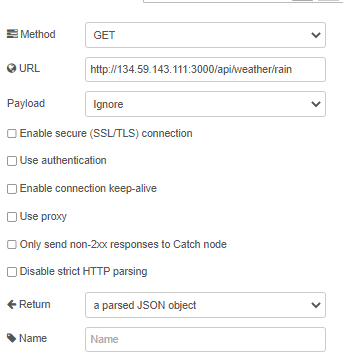 Method GET
URL http://134.59.143.111:3000/api/weather/rain
Payload Ignore
Enable secure (SSL/TLS) connection
Use authentication
Enable connection keep-alive
Use proxy
Only send non-2xx responses to Catch node
Disable strict HTTP parsing
Return a parsed JSON object
Name Name